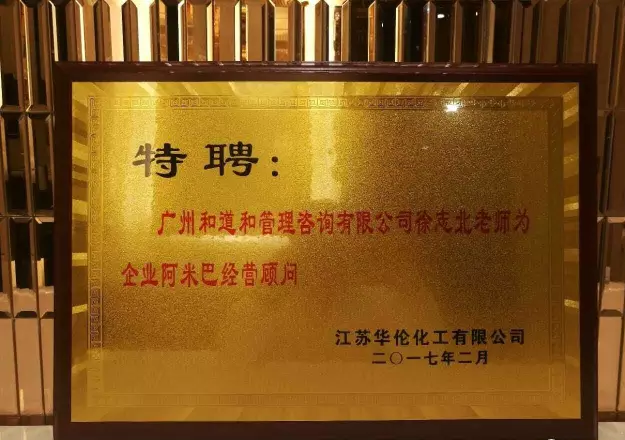 特聘：
广州和道和管理咨询有限公司徐志北老师为
企业阿米巴经营顾问
江苏华伦化工有限公司
二〇一七年二月